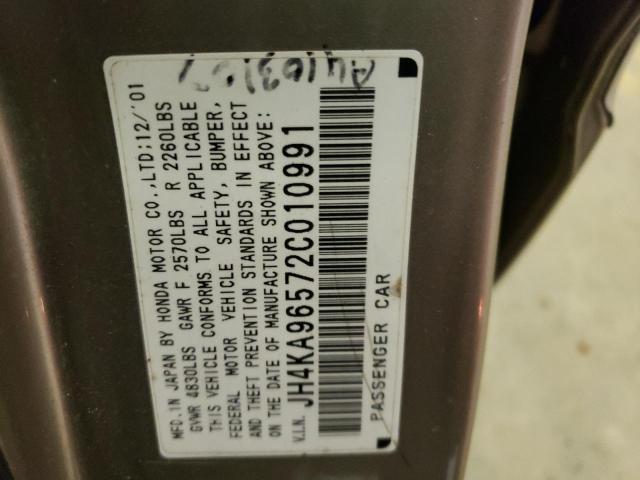 MFD. IN JAPAN BY HONDA MOTOR CO., LTD; 12/'01
GVWR 4830LBS GAWR F 2570LBS R 2260LBS
THIS VEHICLE CONFORMS TO ALL APPLICABLE
FEDERAL MOTOR VEHICLE SAFETY, BUMPER,
AND THEFT PREVENTION STANDARDS IN EFFECT
ON THE DATE OF MANUFACTURE SHOWN ABOVE:
V.I.N. JH4KA96572C010991
PASSENGER CAR